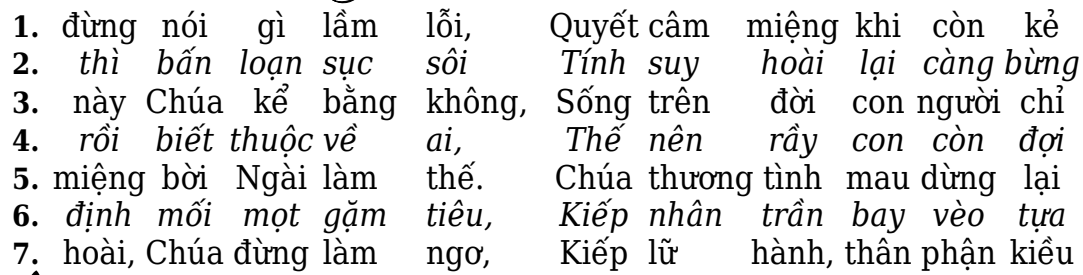 1. đừng nói gì lầm lỗi, Quyết câm miệng khi còn kẻ
2. thì bấn loạn sục sôi Tính suy hoài lại càng bừng
3. này Chúa kể bằng không, Sống trên đời con người chỉ
4. rồi biết thuộc về ai, Thế nên rầy con còn đợi
5. miệng bời Ngài làm thế. Chúa thương tình mau dừng lại
6. định mối mọt gặm tiêu, Kiếp nhân trần bay vèo tựa
7. hoài, Chúa đừng làm ngơ, Kiếp lữ hành, thân phận kiều